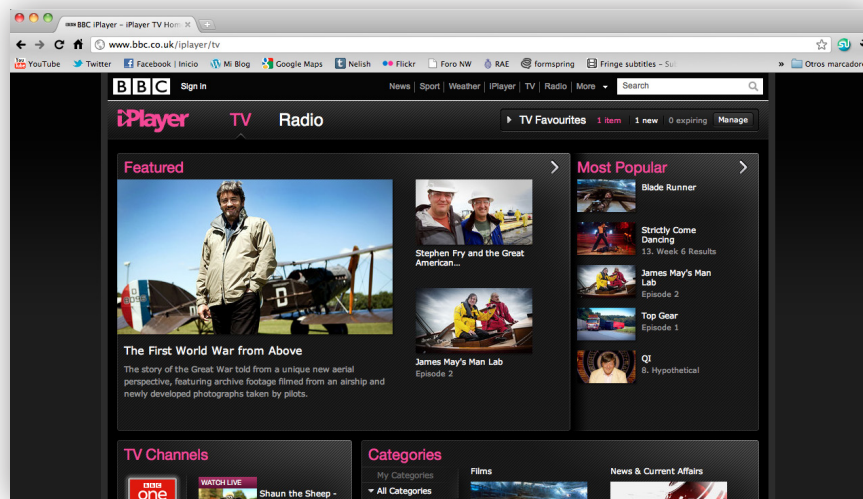 BBC iPlayer – iPlayer TV Hom
www.bbc.co.uk/iplayer/tv
YouTube Twitter Facebook | Inicio Mi Blog Google Maps Nelish Flickr Foro NW RAE formspring Fringe subtitles – Su » Otros marcadore
BBC Sign in News Sport Weather iPlayer TV Radio More Search
iPlayer TV Radio TV Favourites 1 item 1 new 0 expiring Manage
Featured
The First World War from Above
The story of the Great War told from a unique new aerial
perspective, featuring archive footage filmed from an airship and
newly developed photographs taken by pilots.
Stephen Fry and the Great
American...
James May's Man Lab
Episode 2
Most Popular
Blade Runner
Strictly Come
Dancing
13. Week 6 Results
James May's Man
Lab
Episode 2
Top Gear
Episode 1
QI
8. Hypothetical
TV Channels
BBC
one
WATCH LIVE
Shaun the Sheep -
Categories
My Categories
All Categories
Films
News & Current Affairs